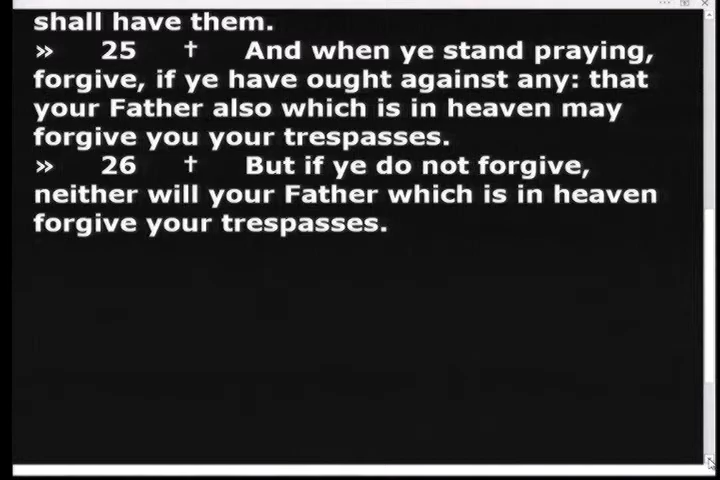 shall have them.
» 25 † And when ye stand praying,
forgive, if ye have ought against any: that
your Father also which is in heaven may
forgive you your trespasses.
» 26 † But if ye do not forgive,
neither will your Father which is in heaven
forgive your trespasses.